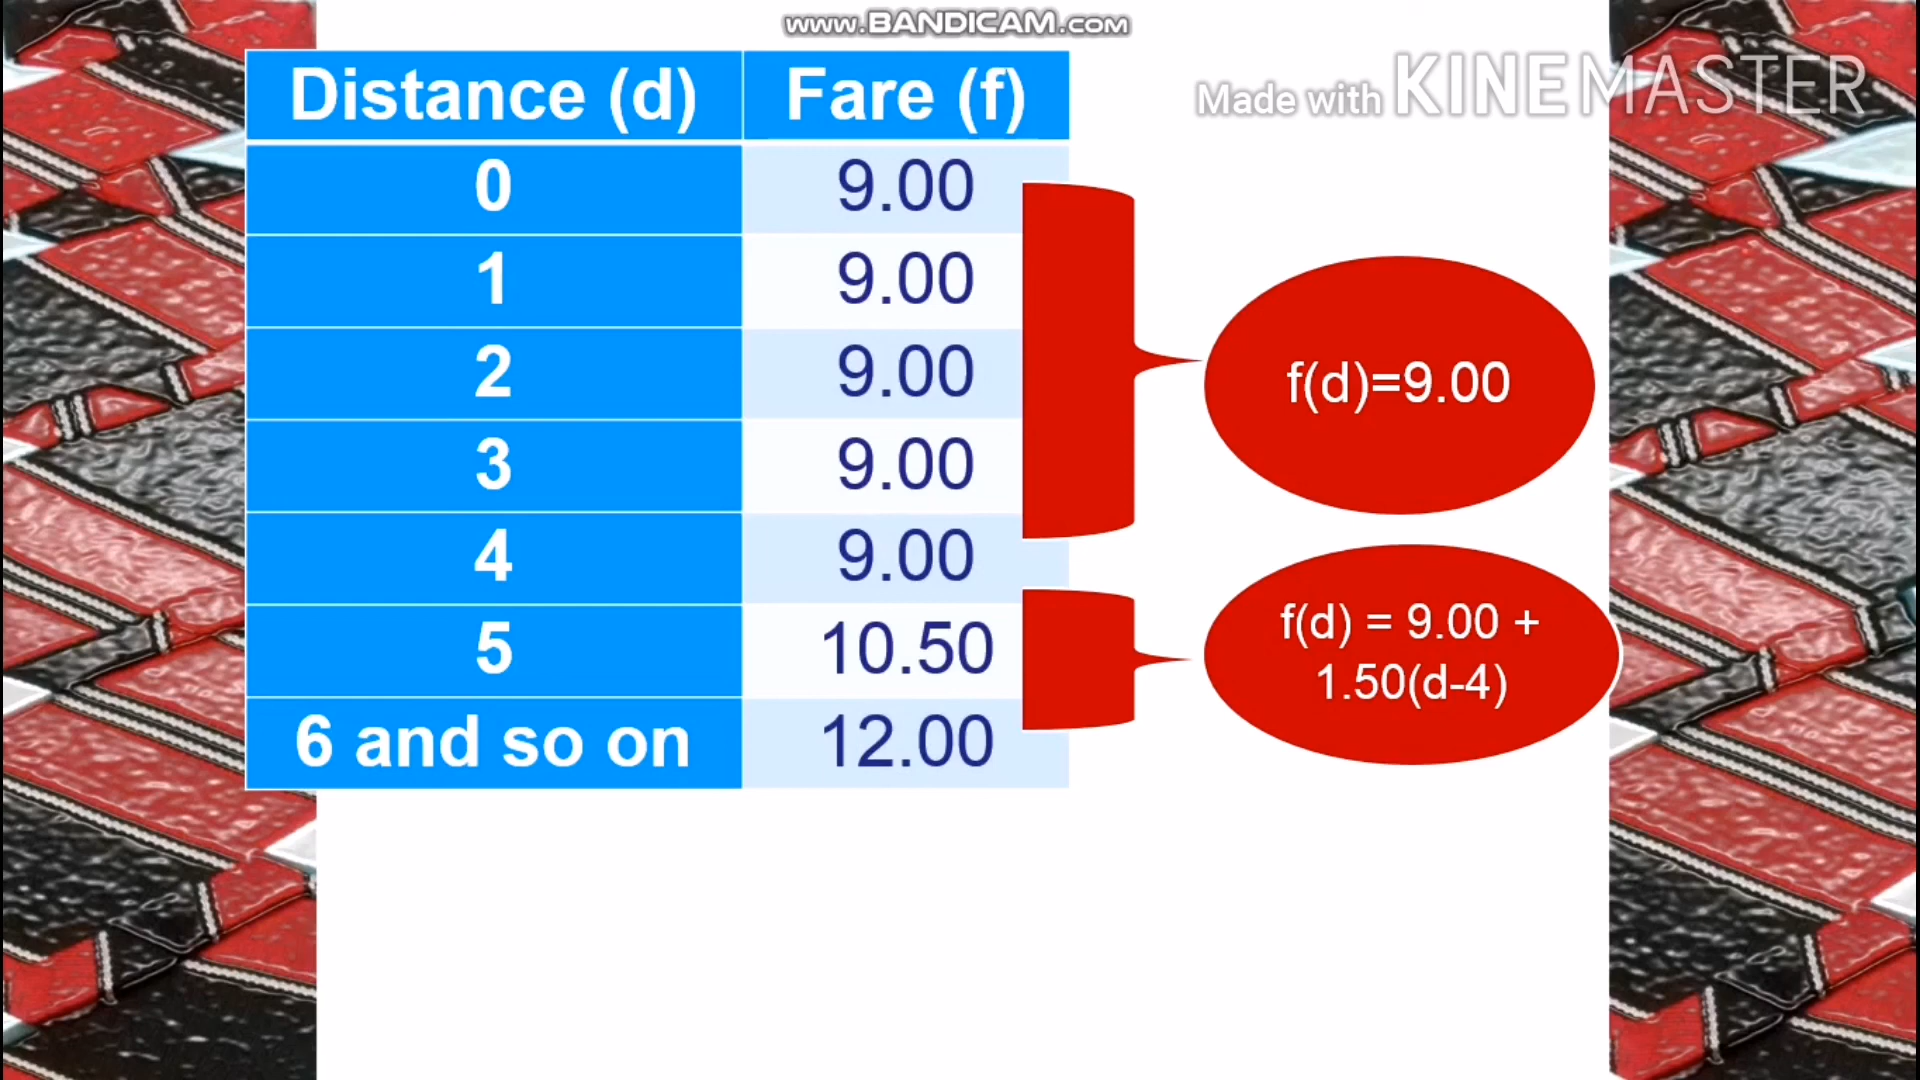 www.BANDICAM.com
Made with KINEMASTER
Distance (d) Fare (f)
0 9.00
1 9.00
2 9.00
3 9.00
4 9.00
5 10.50
6 and so on 12.00
f(d)=9.00
f(d) = 9.00 +
1.50(d-4)